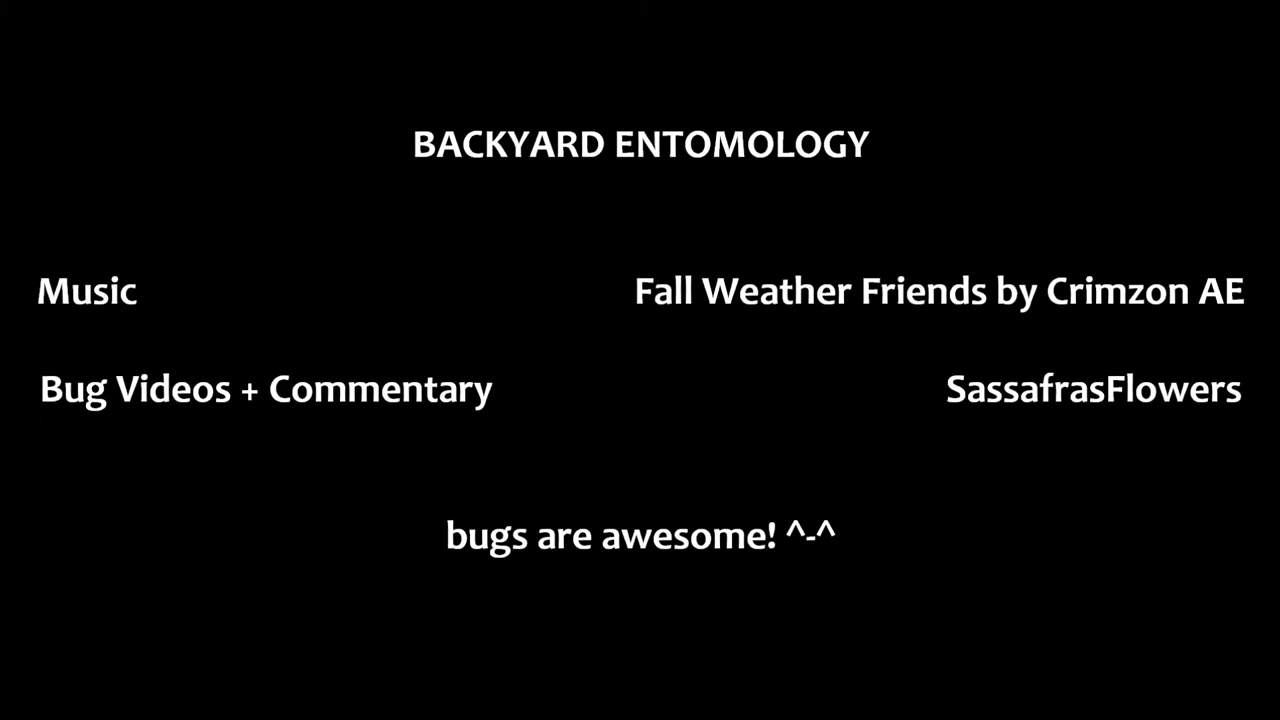 BACKYARD ENTOMOLOGY
Music Fall Weather Friends by Crimzon AE
Bug Videos + Commentary SassafrasFlowers
bugs are awesome! ^-^